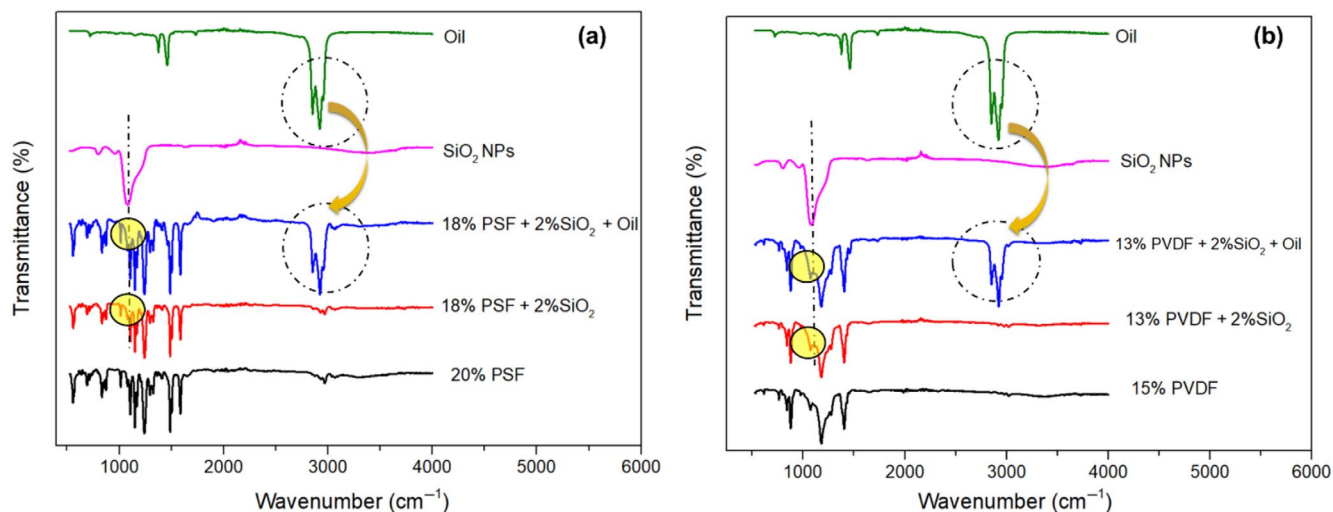 (a)
Oil
SiO₂ NPs
18% PSF + 2%SiO₂ + Oil
18% PSF + 2%SiO₂
20% PSF
Transmittance (%)
1000 2000 3000 4000 5000 6000
Wavenumber (cm⁻¹)
(b)
Oil
SiO₂ NPs
13% PVDF + 2%SiO₂ + Oil
13% PVDF + 2%SiO₂
15% PVDF
Transmittance (%)
1000 2000 3000 4000 5000 6000
Wavenumber (cm⁻¹)